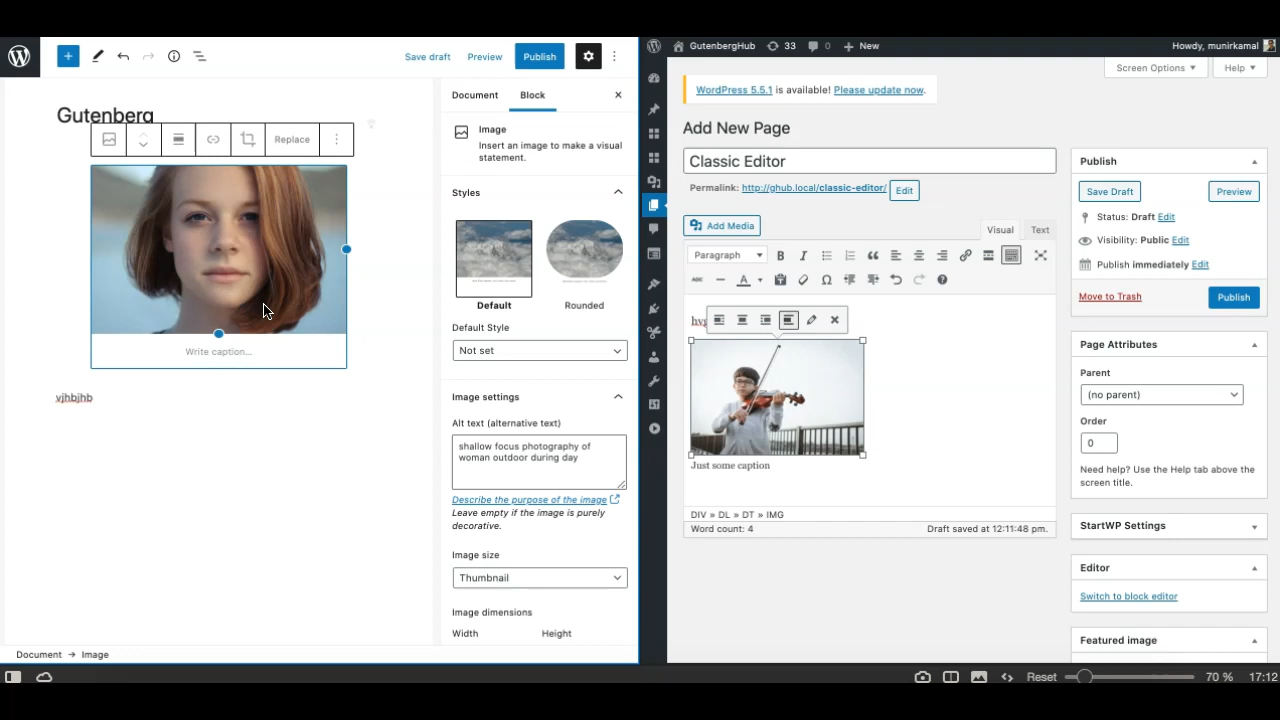 Save draft
Preview
Publish
Document
Block
Gutenberg
Replace
Image
Insert an image to make a visual
statement.
Styles
Default
Rounded
Default Style
Not set
Write caption...
vjhbjhb
Image settings
Alt text (alternative text)
shallow focus photography of
woman outdoor during day
Describe the purpose of the image
Leave empty if the image is purely
decorative.
Image size
Thumbnail
Image dimensions
Width
Height
Document → Image
GutenbergHub
33
0
New
Howdy, munirkamal
Screen Options
Help
WordPress 5.5.1 is available! Please update now.
Add New Page
Classic Editor
Permalink: http://ghub.local/classic-editor/
Edit
Add Media
Visual
Text
Paragraph
B
I
ABC
A
Just some caption
DIV » DL » DT » IMG
Word count: 4
Draft saved at 12:11:48 pm.
Publish
Save Draft
Preview
Status: Draft Edit
Visibility: Public Edit
Publish immediately Edit
Move to Trash
Publish
Page Attributes
Parent
(no parent)
Order
0
Need help? Use the Help tab above the
screen title.
StartWP Settings
Editor
Switch to block editor
Featured image
Reset
70 %
17:12